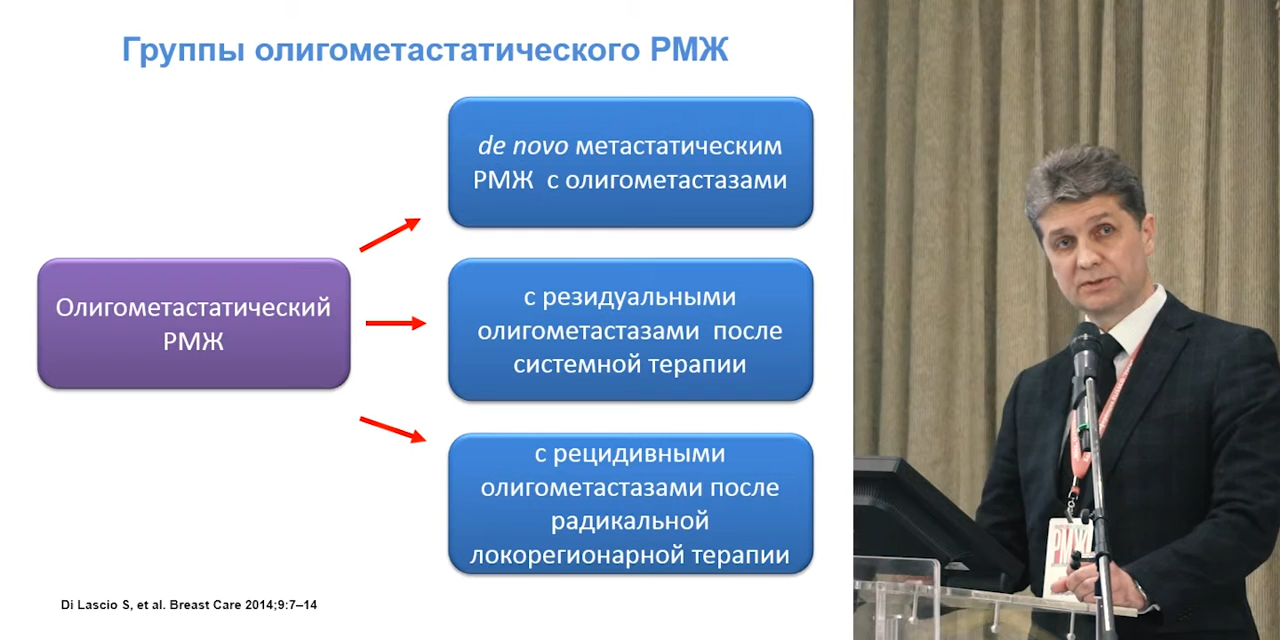 Группы олигометастатического РМЖ
de novo метастатическим
РМЖ с олигометастазами
Олигометастатический
РМЖ
с резидуальными
олигометастазами после
системной терапии
с рецидивными
олигометастазами после
радикальной
локорегионарной терапии
Di Lascio S, et al. Breast Care 2014;9:7–14
РМЖ